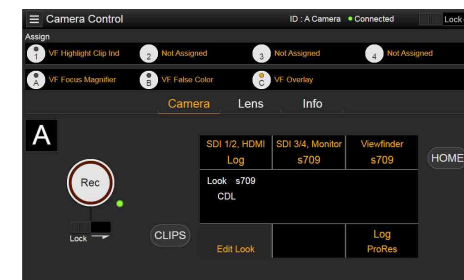 Camera Control
ID : A Camera
Connected
Lock
Assign
1 VF Highlight Clip Ind
2 Not Assigned
3 Not Assigned
4 Not Assigned
A VF Focus Magnifier
B VF False Color
C VF Overlay
Camera Lens Info
A
SDI 1/2, HDMI SDI 3/4, Monitor Viewfinder
Log s709 s709
HOME
Look s709
CDL
Rec
Lock
CLIPS
Edit Look
Log
ProRes